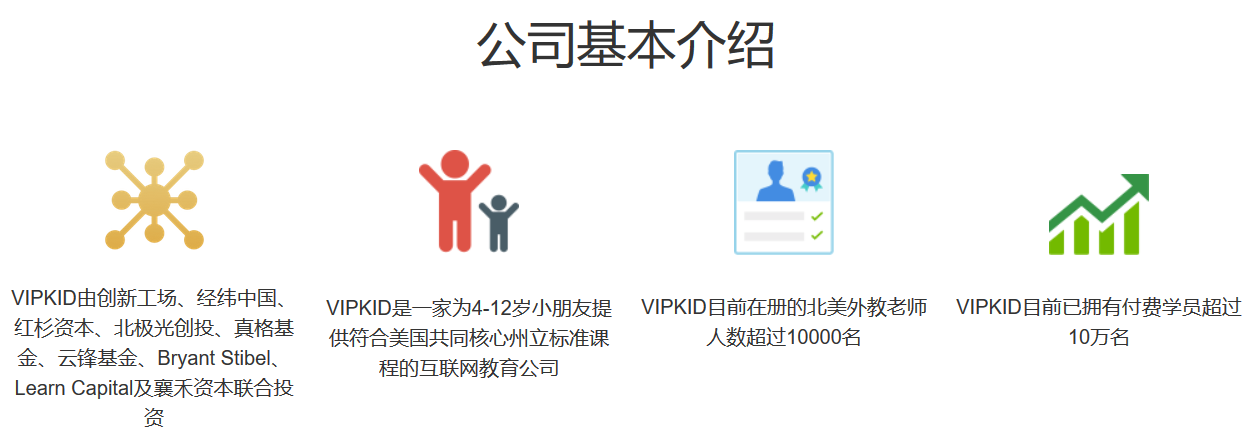 公司基本介绍
VIPKID由创新工场、经纬中国、
红杉资本、北极光创投、真格基
金、云锋基金、Bryant Stibel、
Learn Capital及襄禾资本联合投
资
VIPKID是一家为4-12岁小朋友提
供符合美国共同核心州立标准课
程的互联网教育公司
VIPKID目前在册的北美外教老师
人数超过10000名
VIPKID目前已拥有付费学员超过
10万名